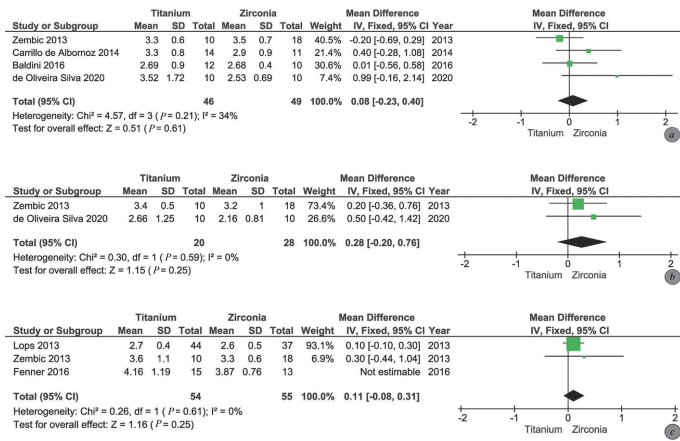 Titanium Zirconia Mean Difference Mean Difference
Study or Subgroup Mean SD Total Mean SD Total Weight IV, Fixed, 95% CI Year IV, Fixed, 95% CI
Zembic 2013 3.3 0.6 10 3.5 0.7 18 40.5% -0.20 [-0.69, 0.29] 2013
Carrillo de Albornoz 2014 3.3 0.8 14 2.9 0.9 11 21.4% 0.40 [-0.28, 1.08] 2014
Baldini 2016 2.69 0.9 12 2.68 0.4 10 30.6% 0.01 [-0.56, 0.58] 2016
de Oliveira Silva 2020 3.52 1.72 10 2.53 0.69 10 7.4% 0.99 [-0.16, 2.14] 2020
Total (95% CI) 46 49 100.0% 0.08 [-0.23, 0.40]
Heterogeneity: Chi² = 4.57, df = 3 (P = 0.21); I² = 34%
Test for overall effect: Z = 0.51 (P = 0.61)
-2 -1 0 1 2
Titanium Zirconia
a
Titanium Zirconia Mean Difference Mean Difference
Study or Subgroup Mean SD Total Mean SD Total Weight IV, Fixed, 95% CI Year IV, Fixed, 95% CI
Zembic 2013 3.4 0.5 10 3.2 1 18 73.4% 0.20 [-0.36, 0.76] 2013
de Oliveira Silva 2020 2.66 1.25 10 2.16 0.81 10 26.6% 0.50 [-0.42, 1.42] 2020
Total (95% CI) 20 28 100.0% 0.28 [-0.20, 0.76]
Heterogeneity: Chi² = 0.30, df = 1 (P = 0.59); I² = 0%
Test for overall effect: Z = 1.15 (P = 0.25)
-2 -1 0 1 2
Titanium Zirconia
b
Titanium Zirconia Mean Difference Mean Difference
Study or Subgroup Mean SD Total Mean SD Total Weight IV, Fixed, 95% CI Year IV, Fixed, 95% CI
Lops 2013 2.7 0.4 44 2.6 0.5 37 93.1% 0.10 [-0.10, 0.30] 2013
Zembic 2013 3.6 1.1 10 3.3 0.6 18 6.9% 0.30 [-0.44, 1.04] 2013
Fenner 2016 4.16 1.19 15 3.87 0.76 13 Not estimable 2016
Total (95% CI) 54 55 100.0% 0.11 [-0.08, 0.31]
Heterogeneity: Chi² = 0.26, df = 1 (P = 0.61); I² = 0%
Test for overall effect: Z = 1.16 (P = 0.25)
-2 -1 0 1 2
Titanium Zirconia
c